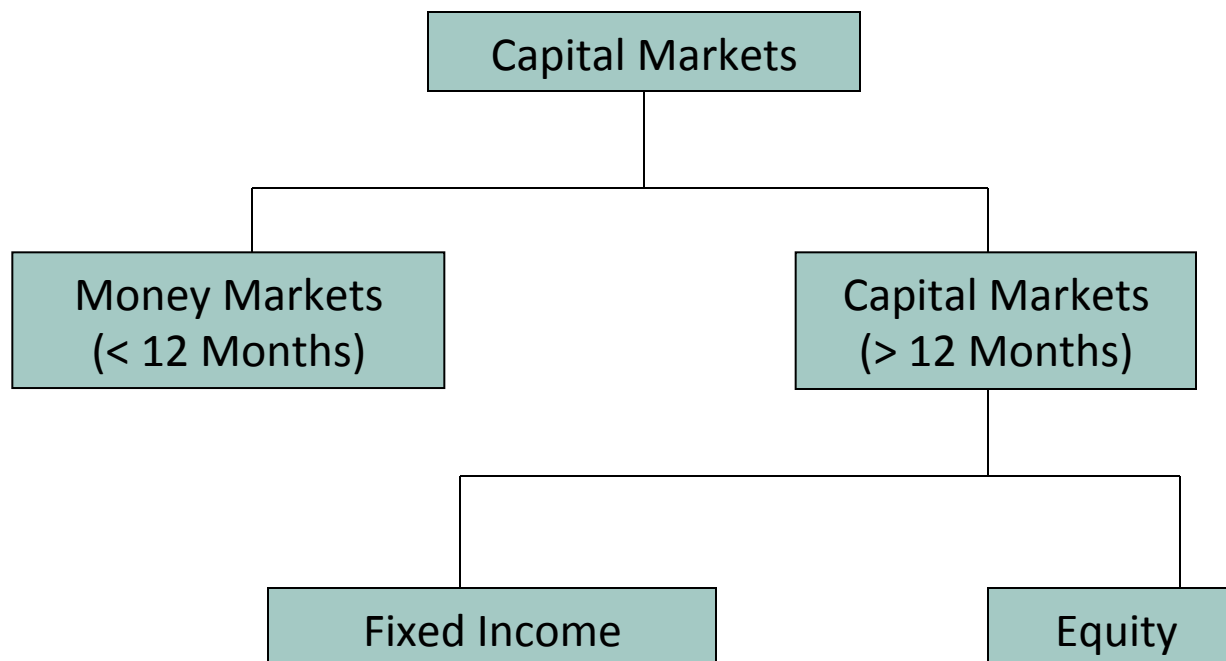 Capital Markets
Money Markets
(< 12 Months)
Capital Markets
(> 12 Months)
Fixed Income
Equity